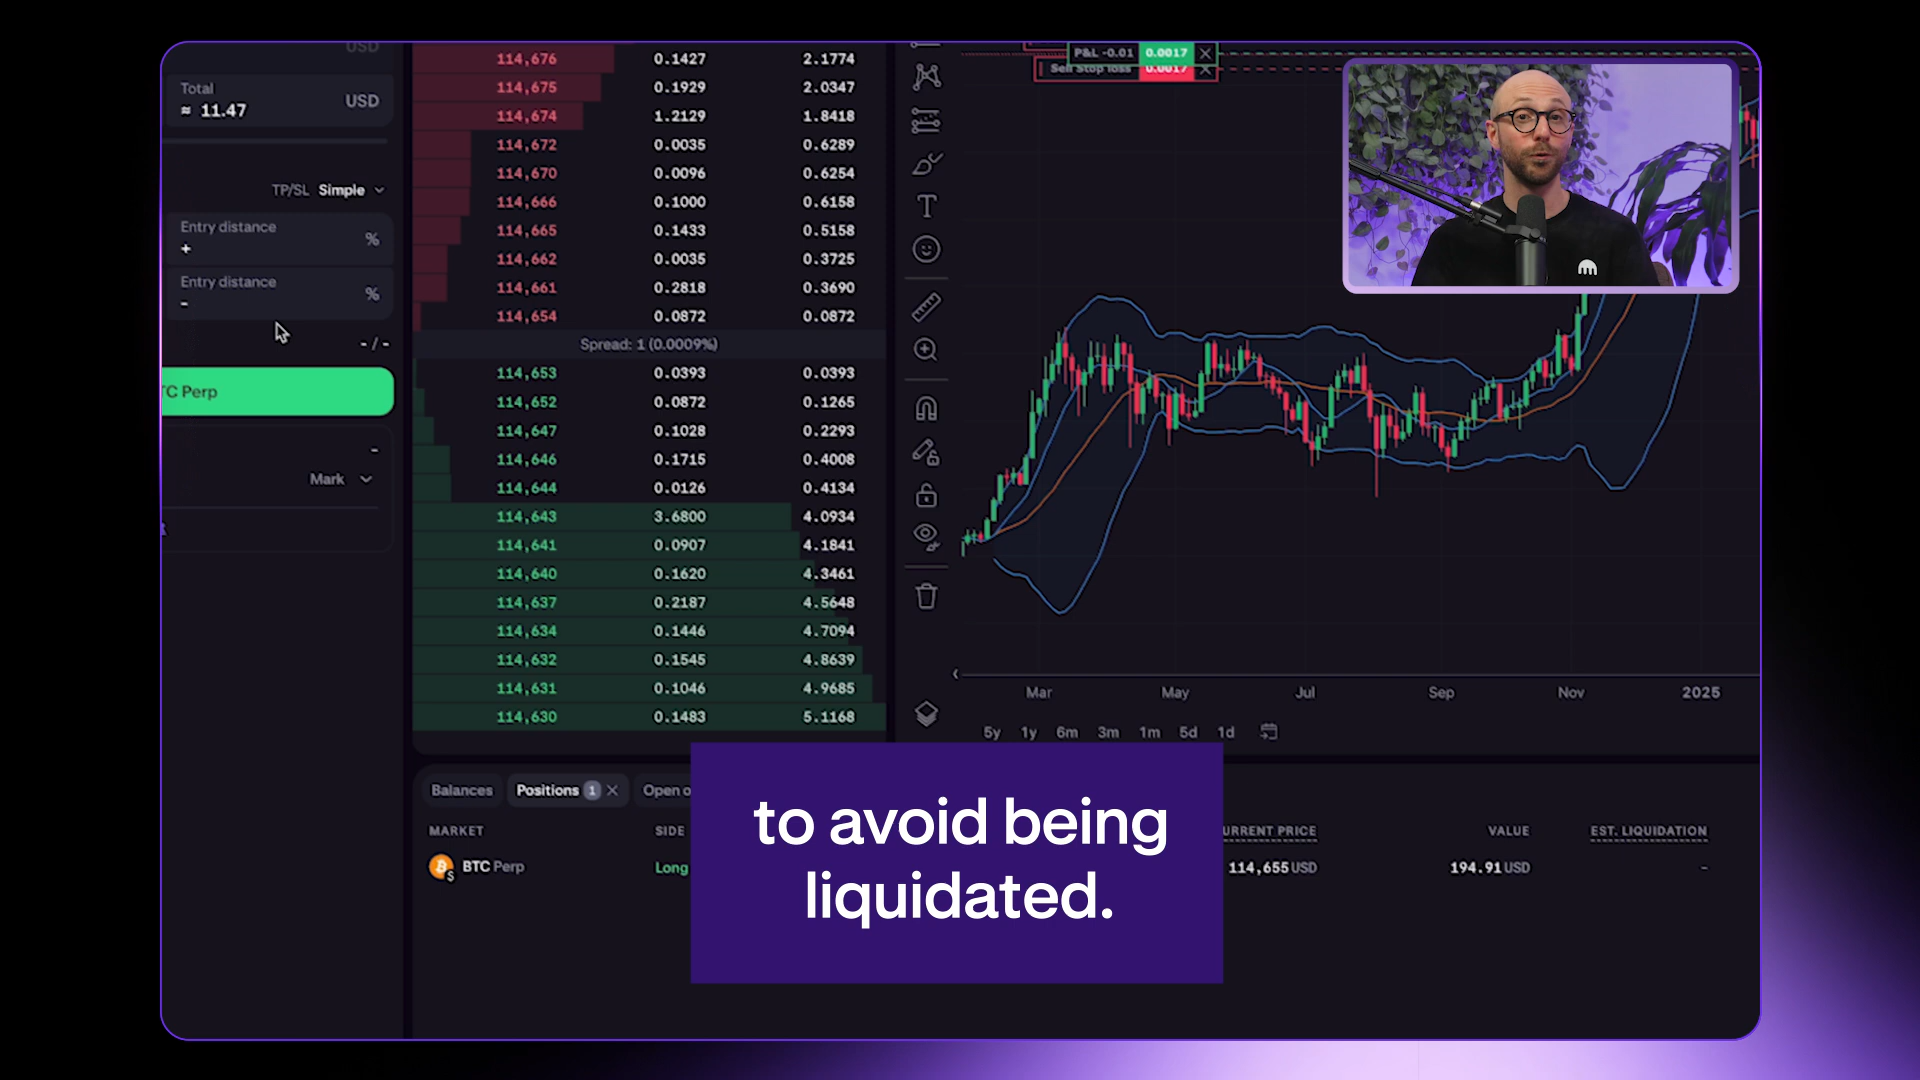 USD
Total
≈ 11.47 USD
TP/SL Simple
Entry distance
+ %
Entry distance
- %
- / -
TC Perp
-
Mark
114,676 0.1427 2.1774
114,675 0.1929 2.0347
114,674 1.2129 1.8418
114,672 0.0035 0.6289
114,670 0.0096 0.6254
114,666 0.1000 0.6158
114,665 0.1433 0.5158
114,662 0.0035 0.3725
114,661 0.2818 0.3690
114,654 0.0872 0.0872
Spread: 1 (0.0009%)
114,653 0.0393 0.0393
114,652 0.0872 0.1265
114,647 0.1028 0.2293
114,646 0.1715 0.4008
114,644 0.0126 0.4134
114,643 3.6800 4.0934
114,641 0.0907 4.1841
114,640 0.1620 4.3461
114,637 0.2187 4.5648
114,634 0.1446 4.7094
114,632 0.1545 4.8639
114,631 0.1046 4.9685
114,630 0.1483 5.1168
P&L -0.01 0.0017
Sell Stop loss 0.0017
Mar May Jul Sep Nov 2025
5y 1y 6m 3m 1m 5d 1d
Balances Positions 1 Open o
MARKET SIDE URRENT PRICE VALUE EST. LIQUIDATION
BTC Perp Long 114,655 USD 194.91 USD -
to avoid being
liquidated.